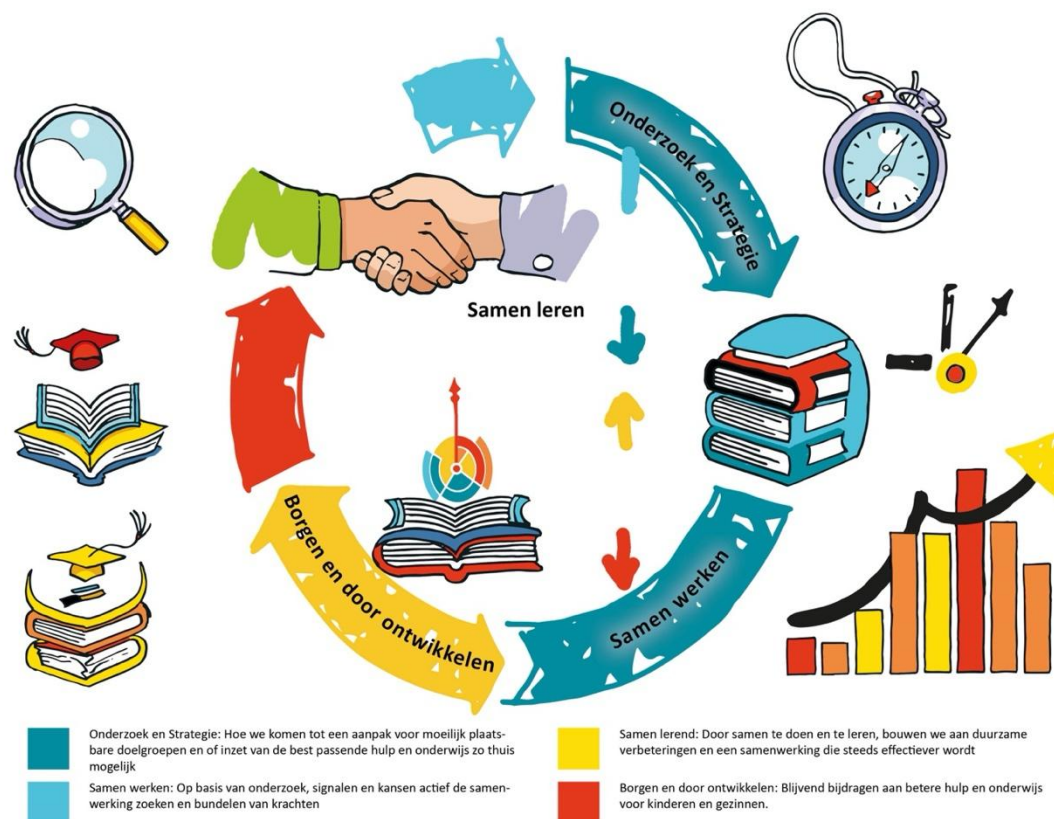 Onderzoek en Strategie
Samen leren
Borgen en door ontwikkelen
Samen werken
Onderzoek en Strategie: Hoe we komen tot een aanpak voor moeilijk plaats-
bare doelgroepen en of inzet van de best passende hulp en onderwijs zo thuis
mogelijk
Samen werken: Op basis van onderzoek, signalen en kansen actief de samen-
werking zoeken en bundelen van krachten
Samen lerend: Door samen te doen en te leren, bouwen we aan duurzame
verbeteringen en een samenwerking die steeds effectiever wordt
Borgen en door ontwikkelen: Blijvend bijdragen aan betere hulp en onderwijs
voor kinderen en gezinnen.